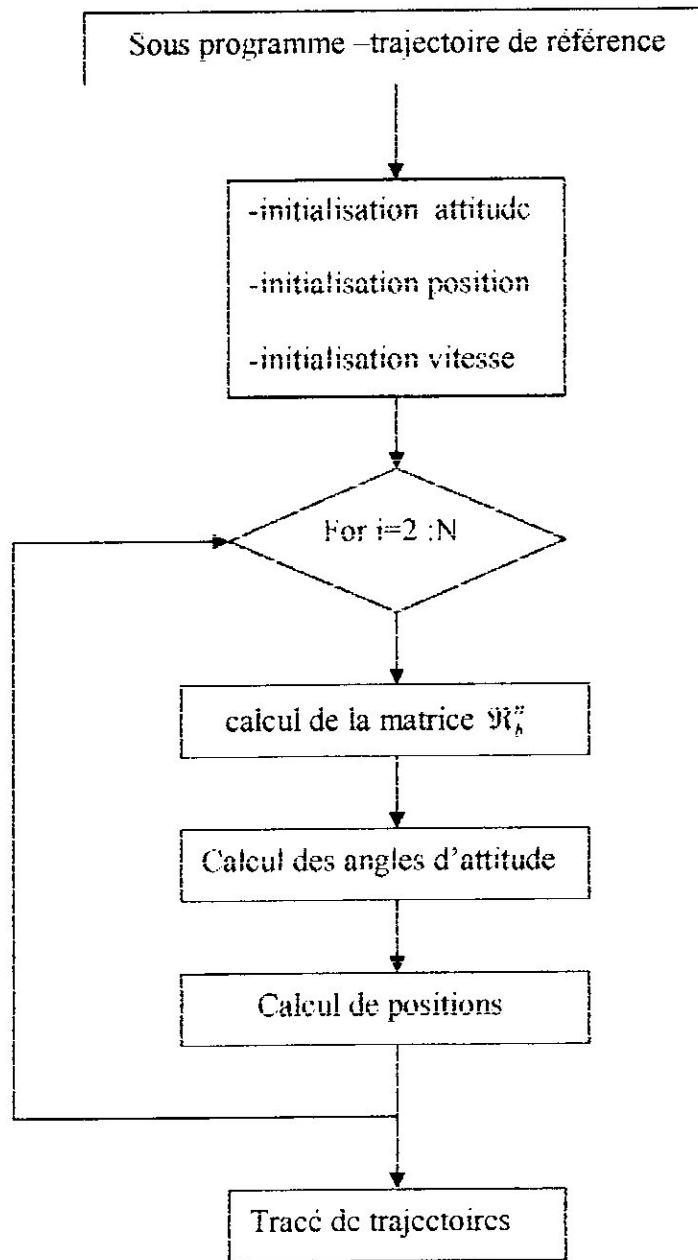 Sous programme –trajectoire de référence
-initialisation attitude
-initialisation position
-initialisation vitesse
For i=2 :N
calcul de la matrice ℜ_b^n
Calcul des angles d'attitude
Calcul de positions
Tracé de trajectoires